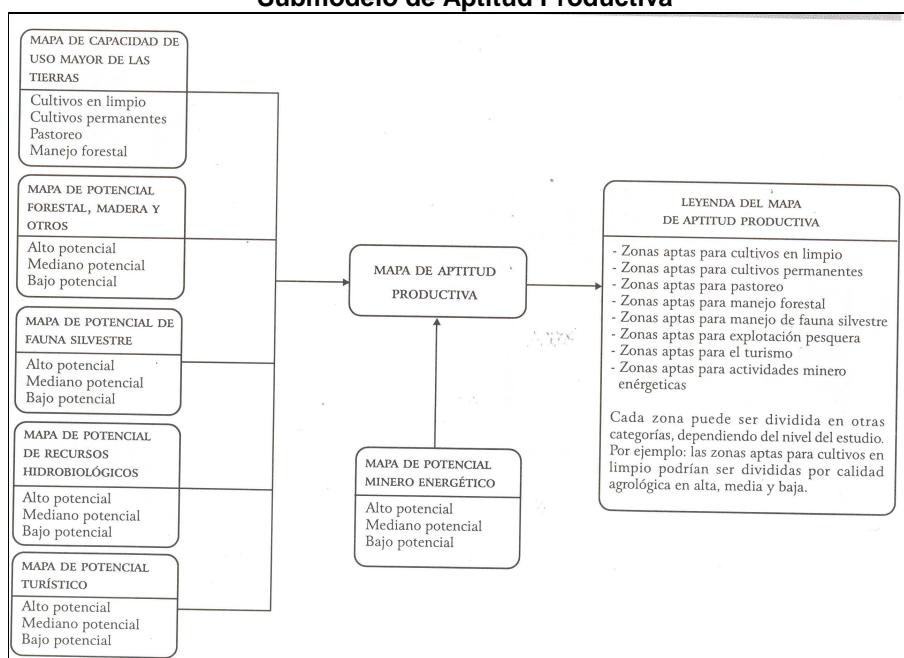 Submodelo de Aptitud Productiva
MAPA DE CAPACIDAD DE
USO MAYOR DE LAS
TIERRAS
Cultivos en limpio
Cultivos permanentes
Pastoreo
Manejo forestal
MAPA DE POTENCIAL
FORESTAL, MADERA Y
OTROS
Alto potencial
Mediano potencial
Bajo potencial
MAPA DE POTENCIAL DE
FAUNA SILVESTRE
Alto potencial
Mediano potencial
Bajo potencial
MAPA DE POTENCIAL
DE RECURSOS
HIDROBIOLÓGICOS
Alto potencial
Mediano potencial
Bajo potencial
MAPA DE POTENCIAL
TURÍSTICO
Alto potencial
Mediano potencial
Bajo potencial
MAPA DE APTITUD
PRODUCTIVA
MAPA DE POTENCIAL
MINERO ENERGÉTICO
Alto potencial
Mediano potencial
Bajo potencial
LEYENDA DEL MAPA
DE APTITUD PRODUCTIVA
- Zonas aptas para cultivos en limpio
- Zonas aptas para cultivos permanentes
- Zonas aptas para pastoreo
- Zonas aptas para manejo forestal
- Zonas aptas para manejo de fauna silvestre
- Zonas aptas para explotación pesquera
- Zonas aptas para el turismo
- Zonas aptas para actividades minero
enérgeticas
Cada zona puede ser dividida en otras
categorías, dependiendo del nivel del estudio.
Por ejemplo: las zonas aptas para cultivos en
limpio podrían ser divididas por calidad
agrológica en alta, media y baja.